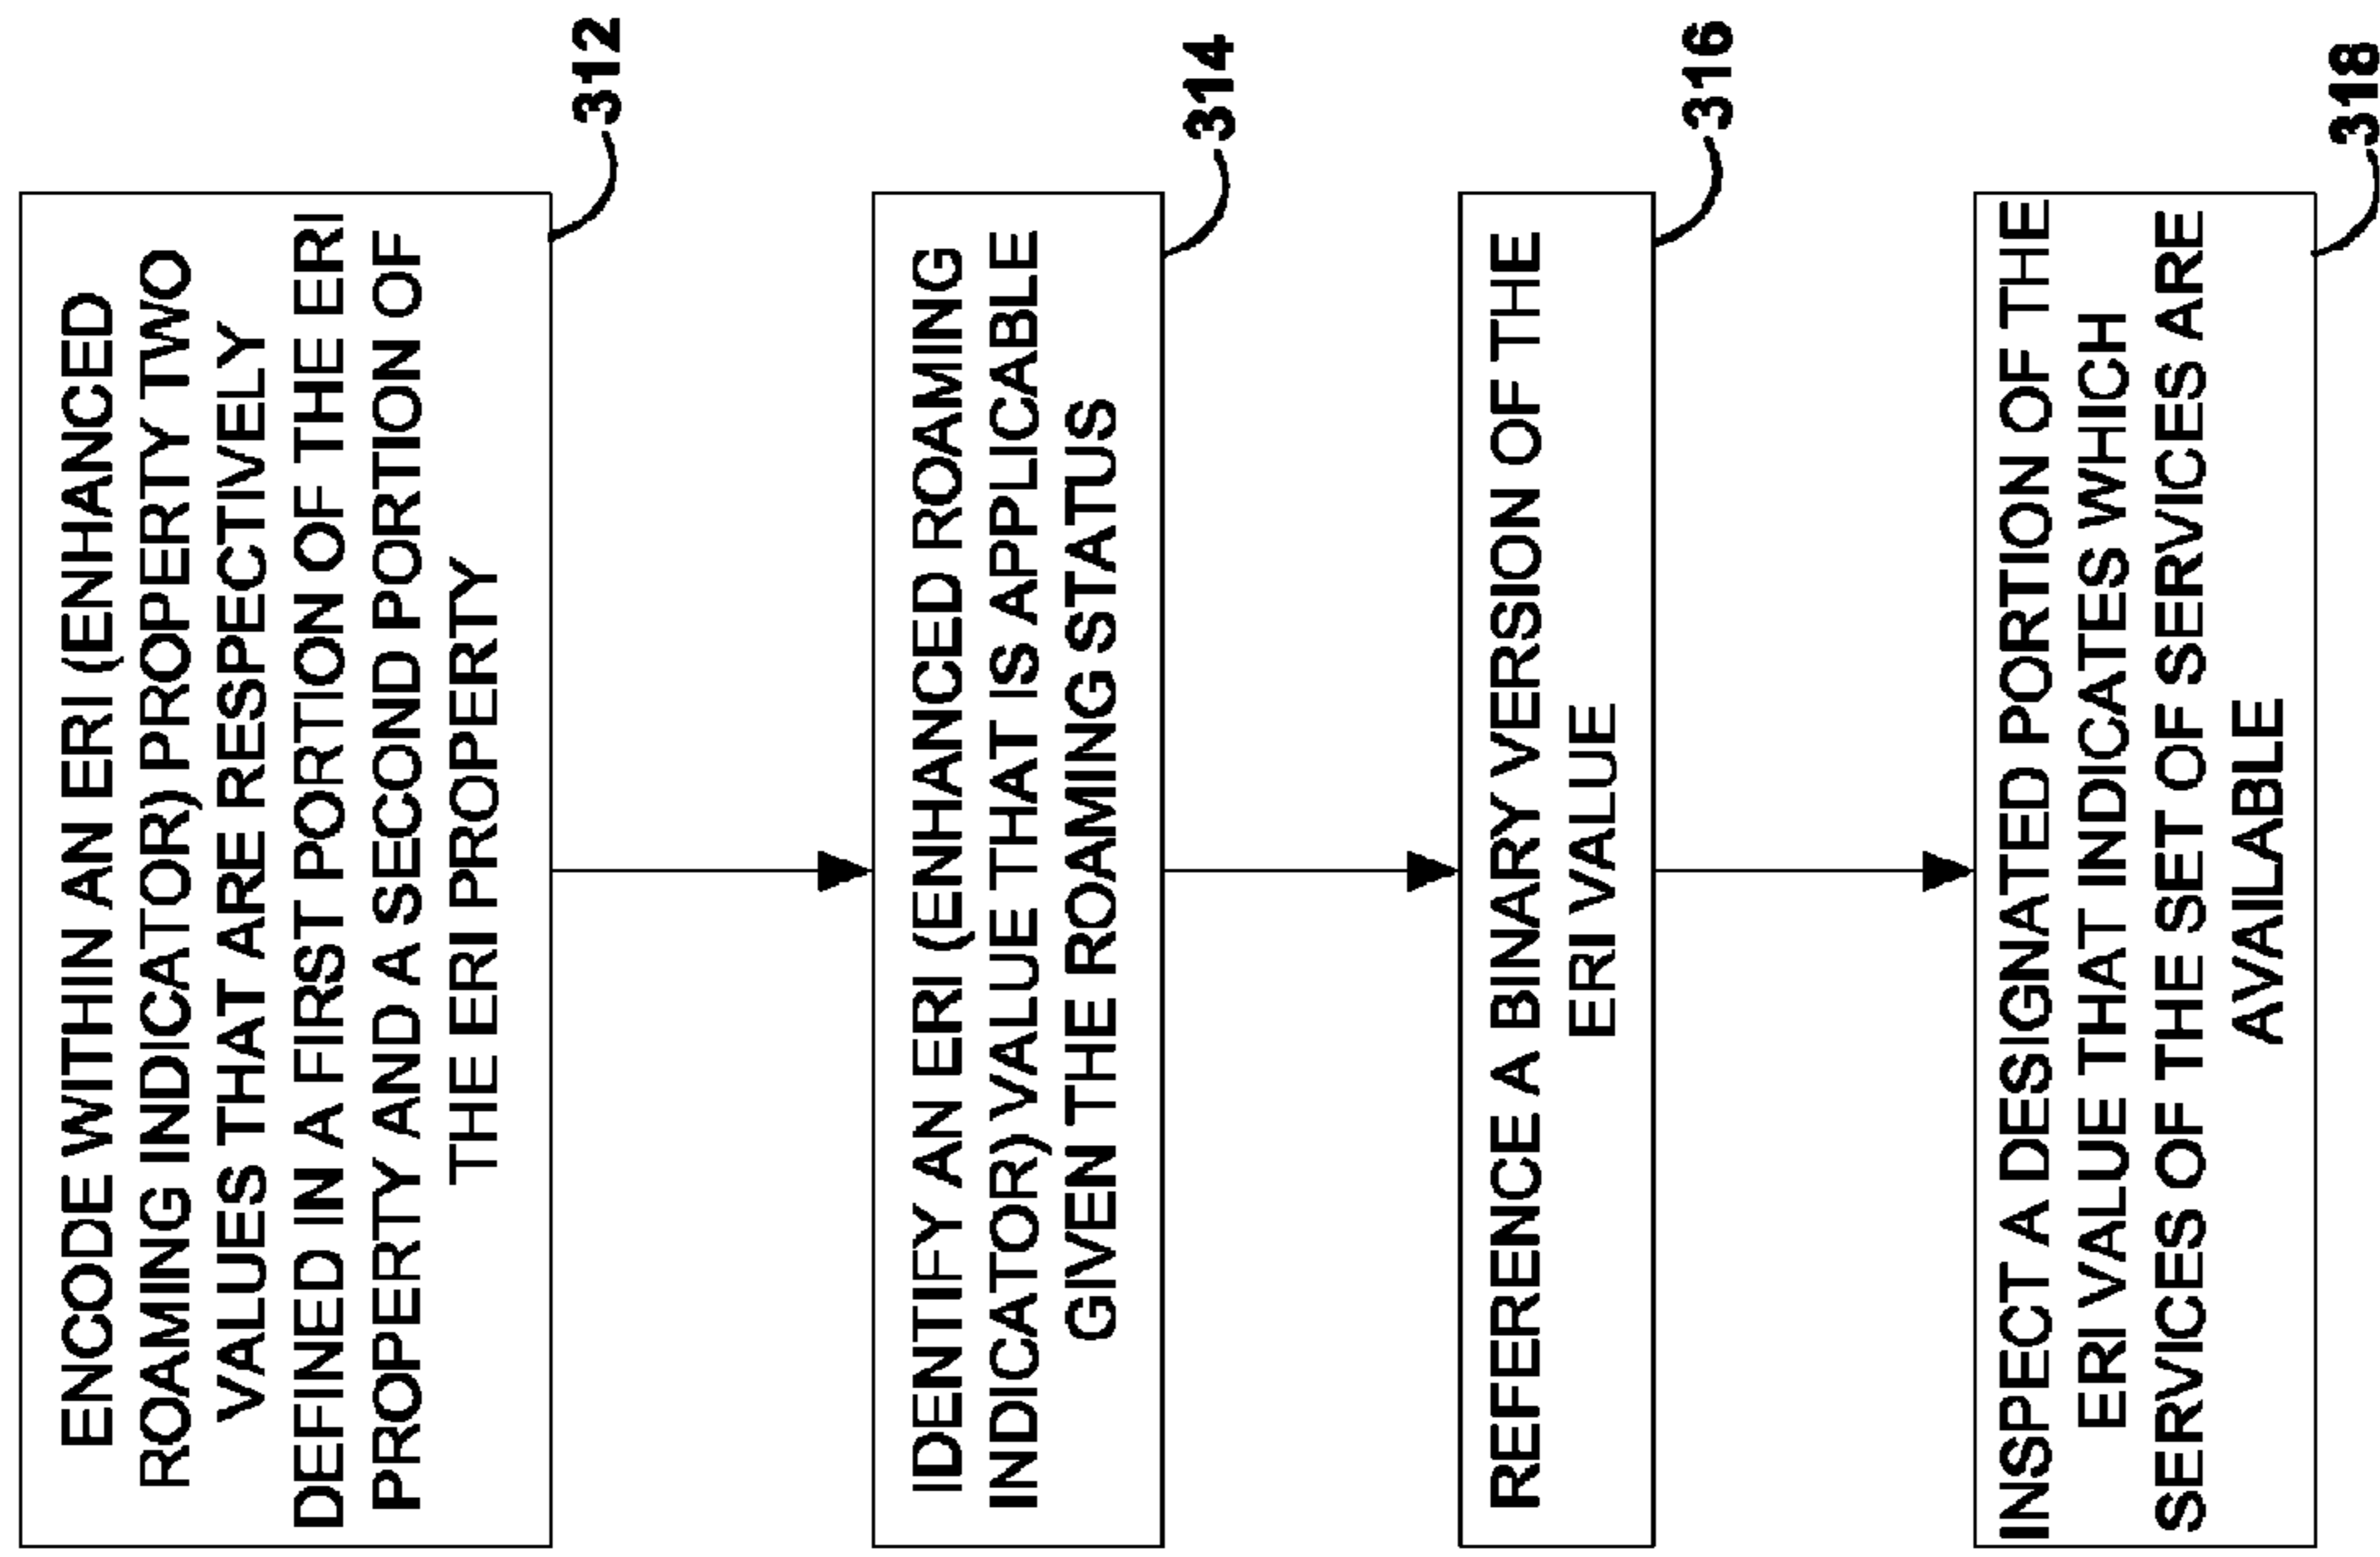 ENCODE WITHIN AN ERI (ENHANCED
ROAMING INDICATOR) PROPERTY TWO
VALUES THAT ARE RESPECTIVELY
DEFINED IN A FIRST PORTION OF THE ERI
PROPERTY AND A SECOND PORTION OF
THE ERI PROPERTY
312
IDENTIFY AN ERI (ENHANCED ROAMING
INDICATOR) VALUE THAT IS APPLICABLE
GIVEN THE ROAMING STATUS
314
REFERENCE A BINARY VERSION OF THE
ERI VALUE
316
INSPECT A DESIGNATED PORTION OF THE
ERI VALUE THAT INDICATES WHICH
SERVICES OF THE SET OF SERVICES ARE
AVAILABLE
318